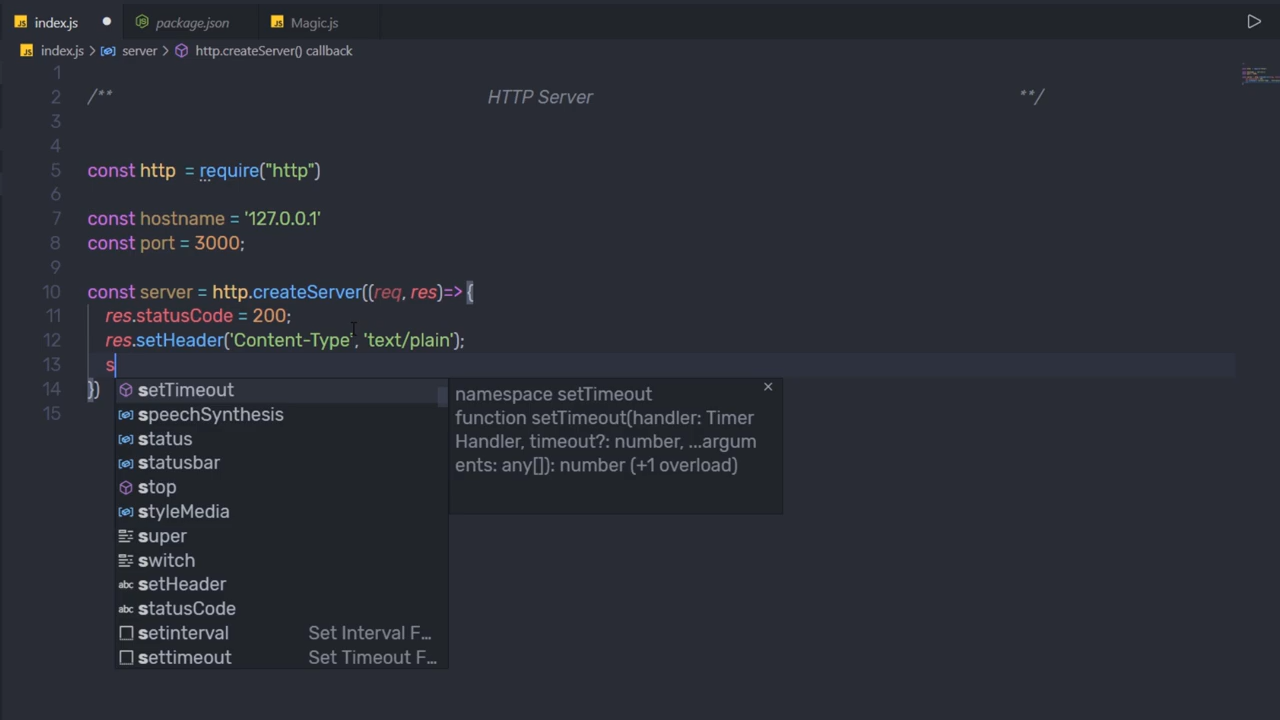 index.js package.json Magic.js
index.js > server > http.createServer() callback
1
2 /** HTTP Server **/
3
4
5 const http = require("http")
6
7 const hostname = '127.0.0.1'
8 const port = 3000;
9
10 const server = http.createServer((req, res)=> {
11 res.statusCode = 200;
12 res.setHeader('Content-Type', 'text/plain');
13 s
14 })
15
setTimeout
speechSynthesis
status
statusbar
stop
styleMedia
super
switch
abc setHeader
abc statusCode
setinterval Set Interval F...
settimeout Set Timeout F...
namespace setTimeout
function setTimeout(handler: Timer
Handler, timeout?: number, ...argum
ents: any[]): number (+1 overload)